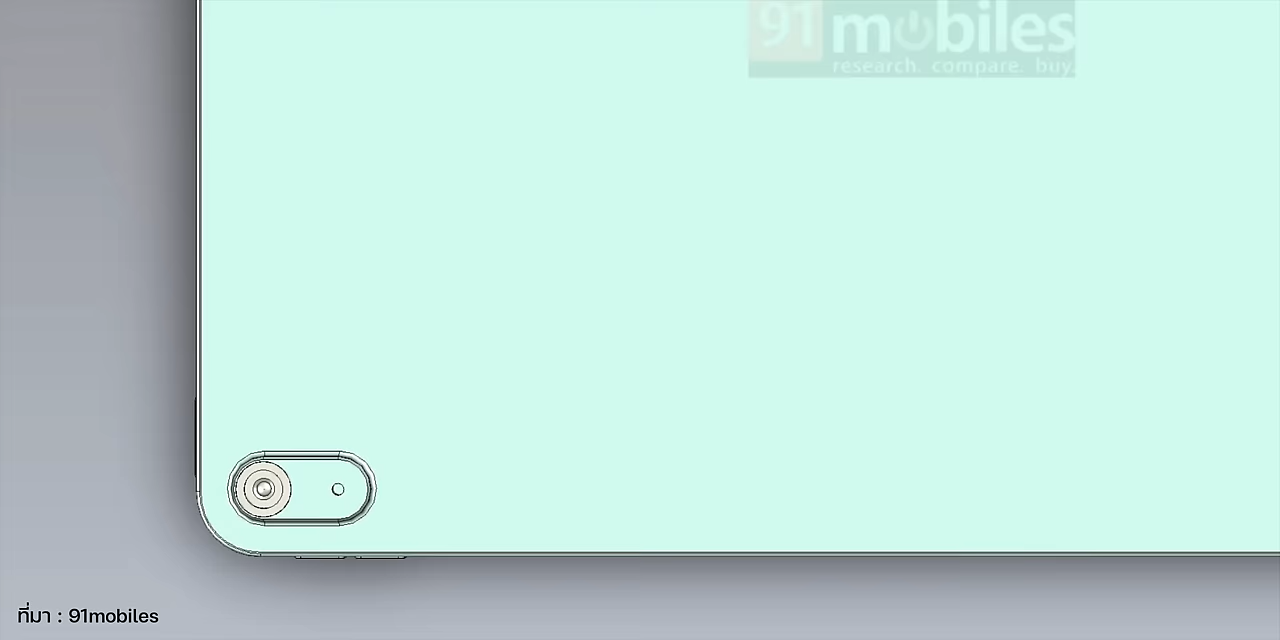 91mobiles
research. compare. buy.
ที่มา : 91mobiles